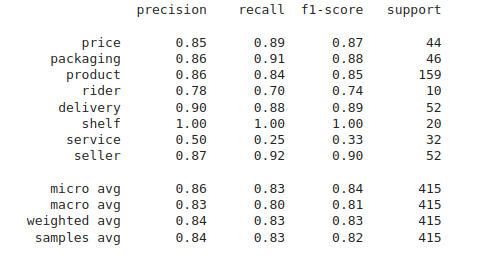 precision recall f1-score support
price 0.85 0.89 0.87 44
packaging 0.86 0.91 0.88 46
product 0.86 0.84 0.85 159
rider 0.78 0.70 0.74 10
delivery 0.90 0.88 0.89 52
shelf 1.00 1.00 1.00 20
service 0.50 0.25 0.33 32
seller 0.87 0.92 0.90 52
micro avg 0.86 0.83 0.84 415
macro avg 0.83 0.80 0.81 415
weighted avg 0.84 0.83 0.83 415
samples avg 0.84 0.83 0.82 415